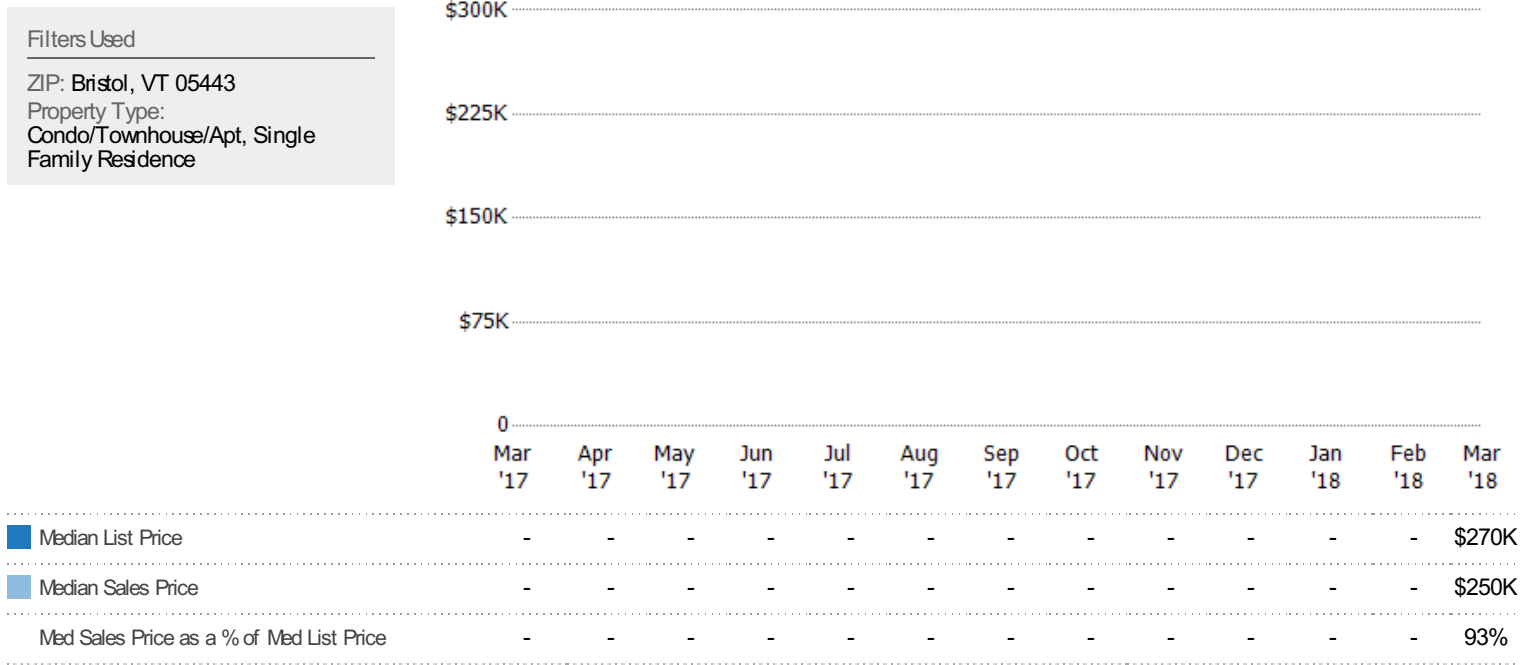 Filters Used
ZIP: Bristol, VT 05443
Property Type:
Condo/Townhouse/Apt, Single
Family Residence
$300K
$225K
$150K
$75K
0
Mar Apr May Jun Jul Aug Sep Oct Nov Dec Jan Feb Mar
'17 '17 '17 '17 '17 '17 '17 '17 '17 '17 '18 '18 '18
Median List Price - - - - - - - - - - - - $270K
Median Sales Price - - - - - - - - - - - - $250K
Med Sales Price as a % of Med List Price - - - - - - - - - - - - 93%